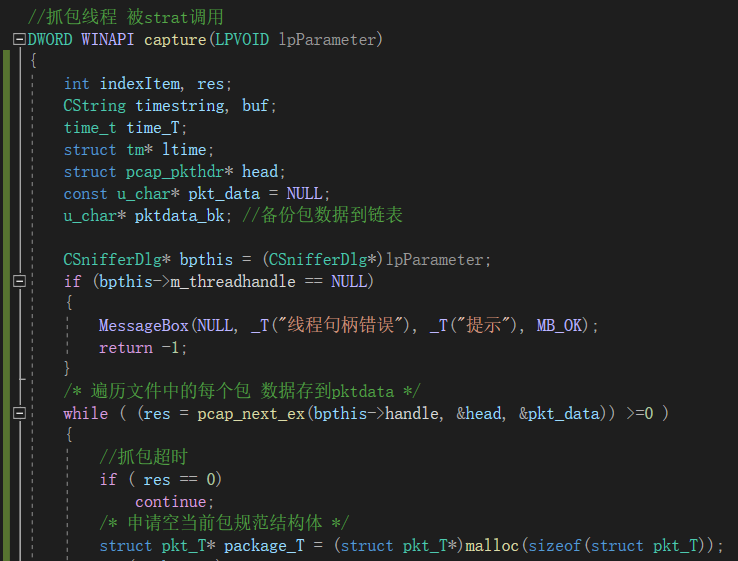 //抓包线程 被strat调用
DWORD WINAPI capture(LPVOID lpParameter)
{
int indexItem, res;
CString timestring, buf;
time_t time_T;
struct tm* ltime;
struct pcap_pkthdr* head;
const u_char* pkt_data = NULL;
u_char* pktdata_bk; //备份包数据到链表
CSnifferDlg* bpthis = (CSnifferDlg*)lpParameter;
if (bpthis->m_threadhandle == NULL)
{
MessageBox(NULL, _T("线程句柄错误"), _T("提示"), MB_OK);
return -1;
}
/* 遍历文件中的每个包 数据存到pktdata */
while ( (res = pcap_next_ex(bpthis->handle, &head, &pkt_data)) >=0 )
{
//抓包超时
if ( res == 0)
continue;
/* 申请空当前包规范结构体 */
struct pkt_T* package_T = (struct pkt_T*)malloc(sizeof(struct pkt_T));